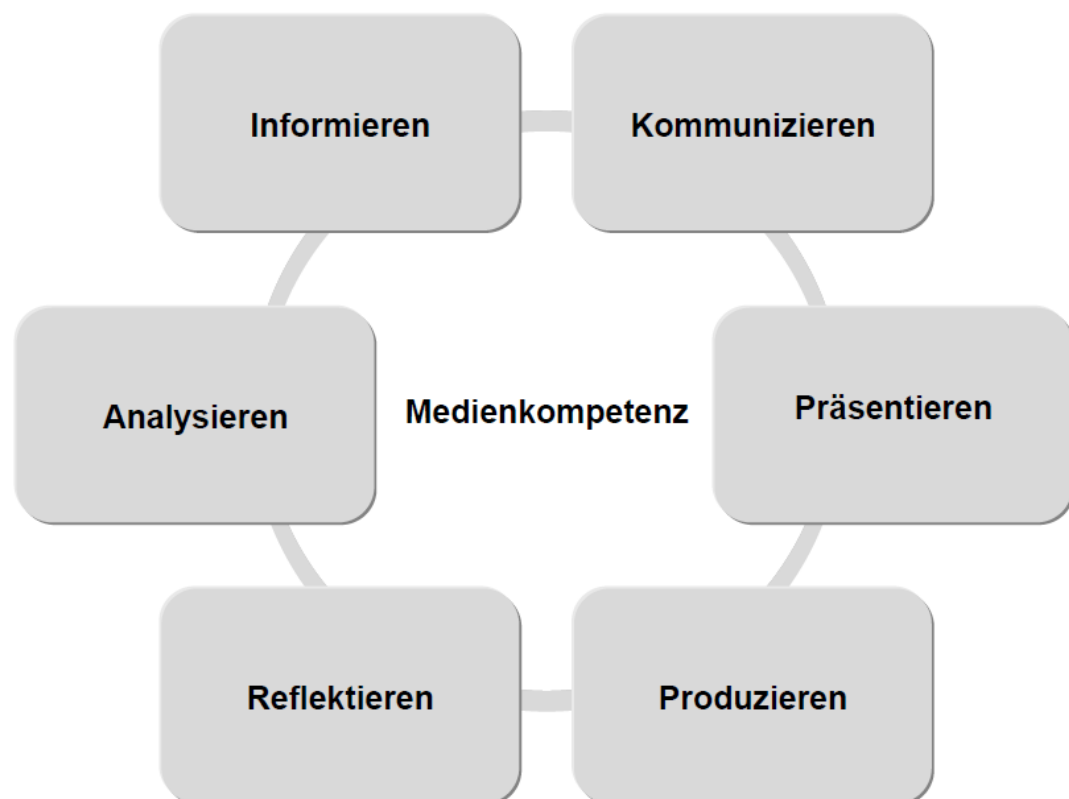 Informieren
Kommunizieren
Analysieren
Medienkompetenz
Präsentieren
Reflektieren
Produzieren